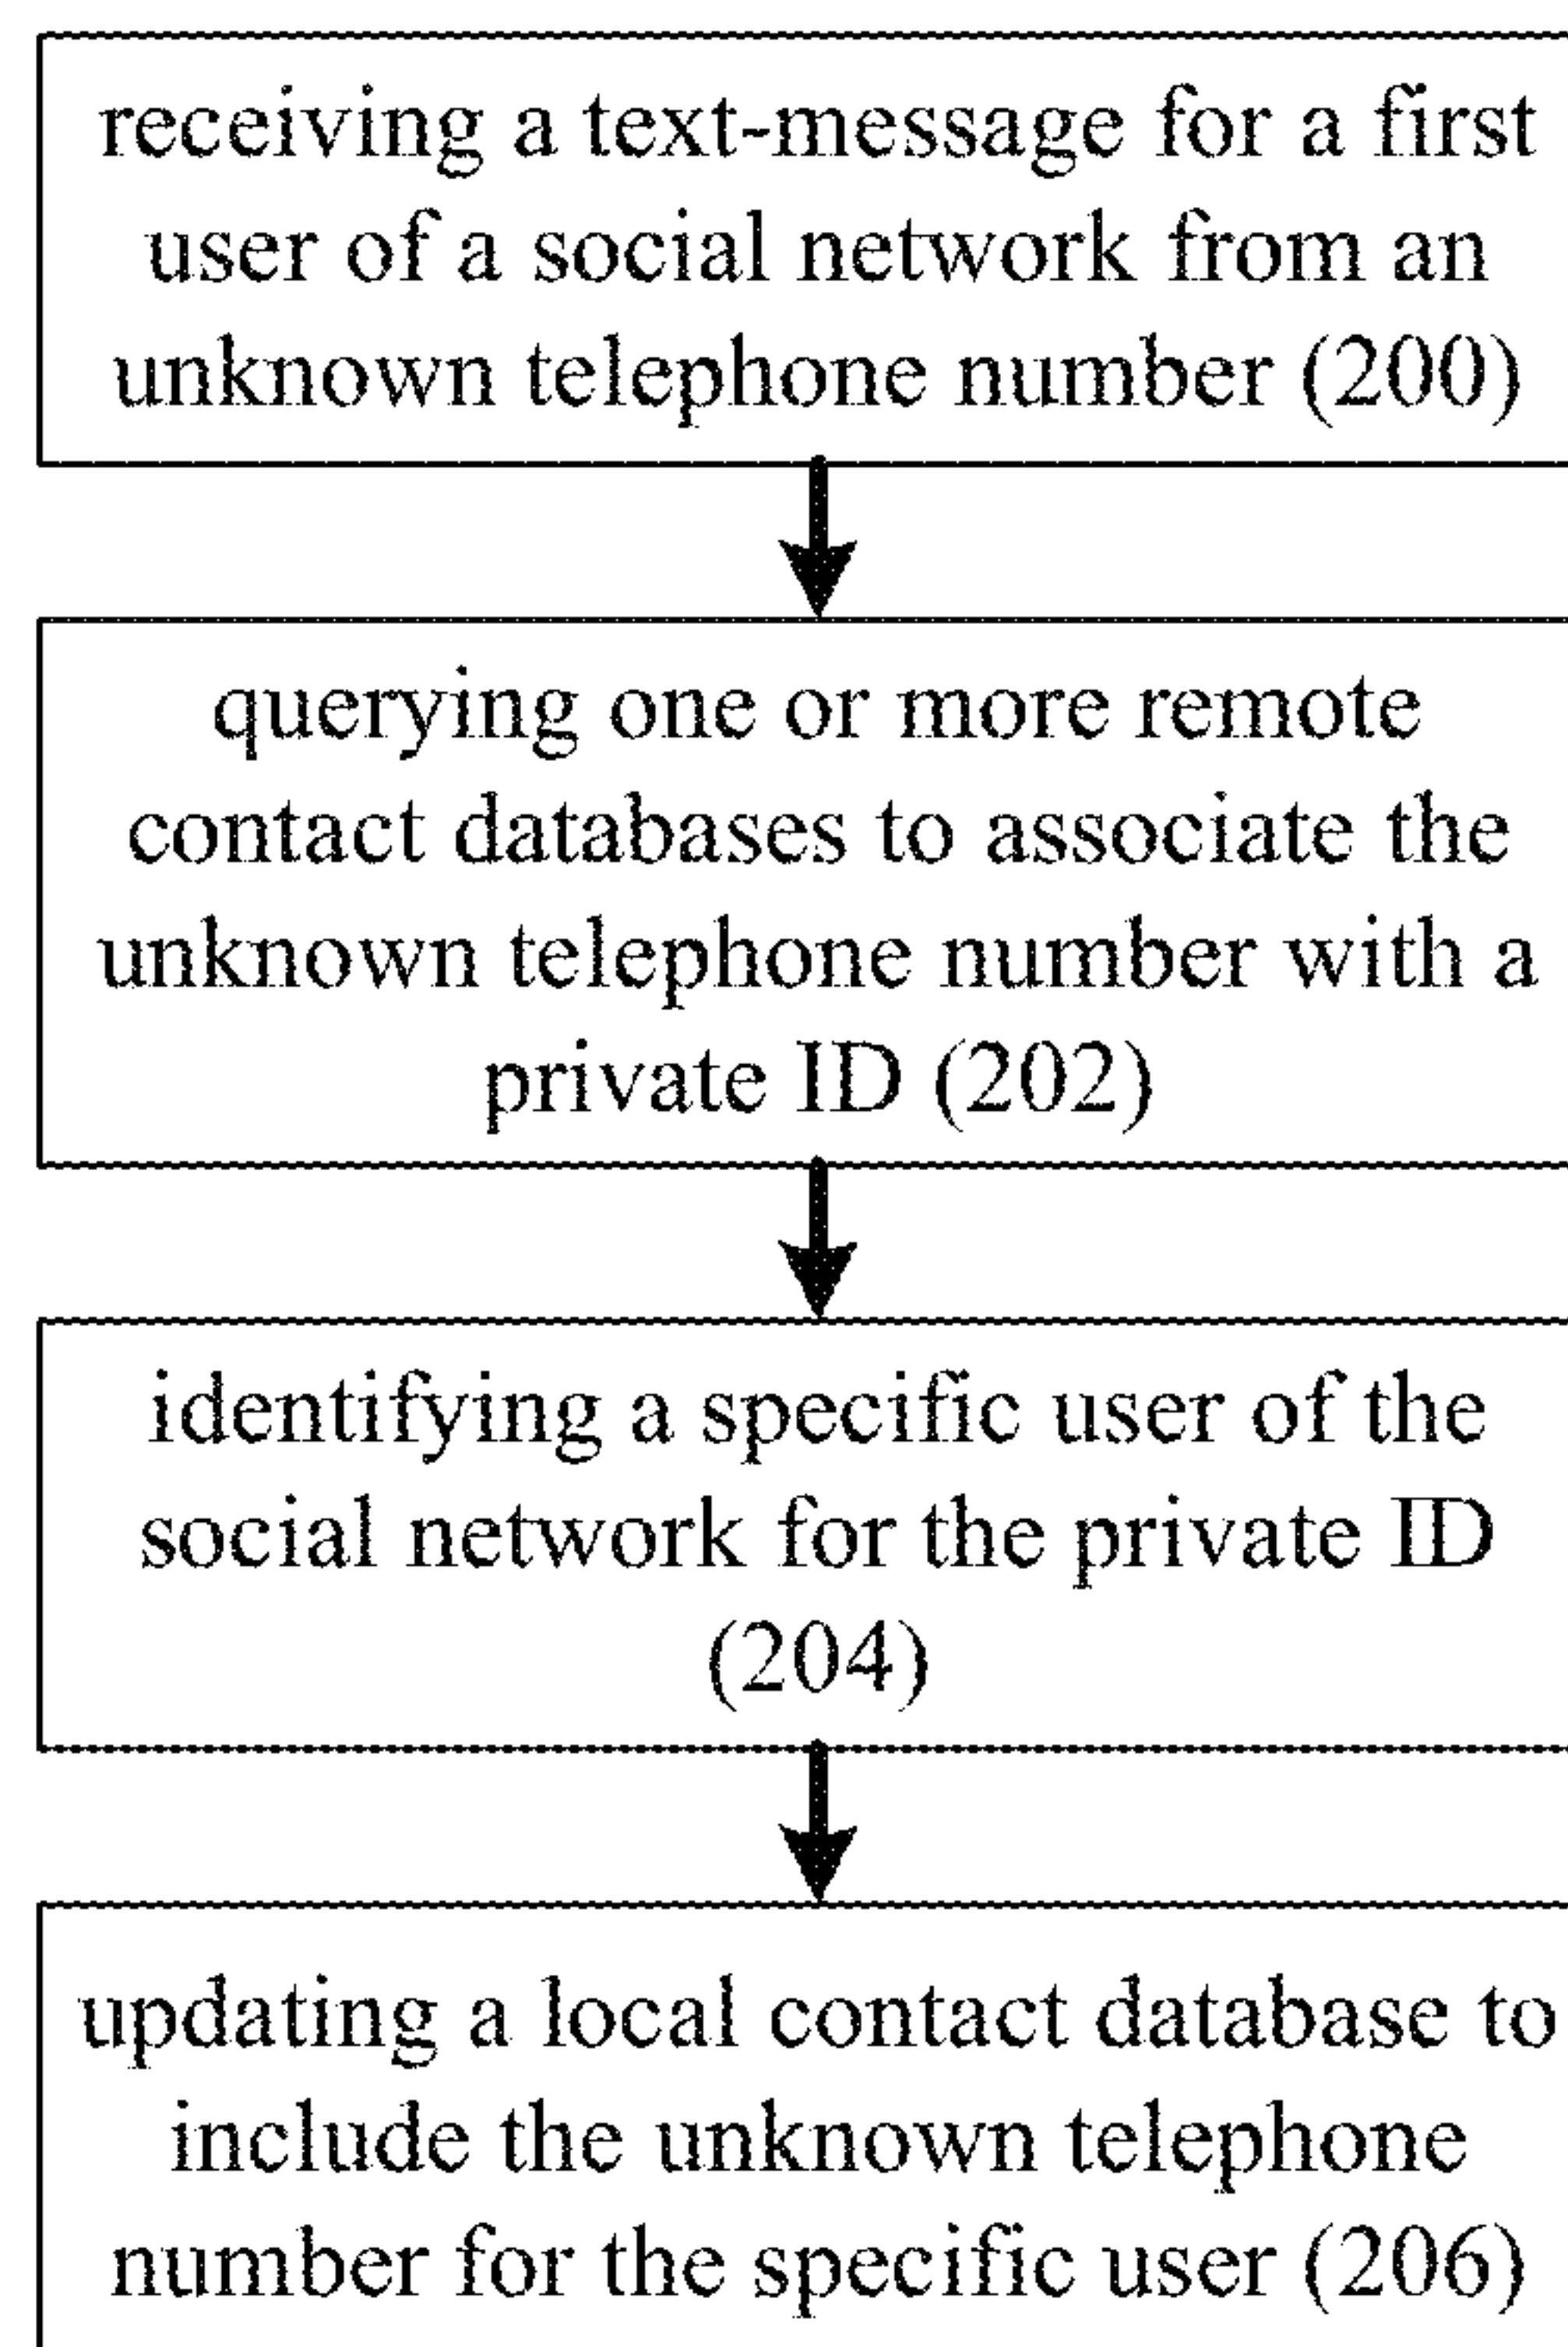 receiving a text-message for a first
user of a social network from an
unknown telephone number (200)
querying one or more remote
contact databases to associate the
unknown telephone number with a
private ID (202)
identifying a specific user of the
social network for the private ID
(204)
updating a local contact database to
include the unknown telephone
number for the specific user (206)